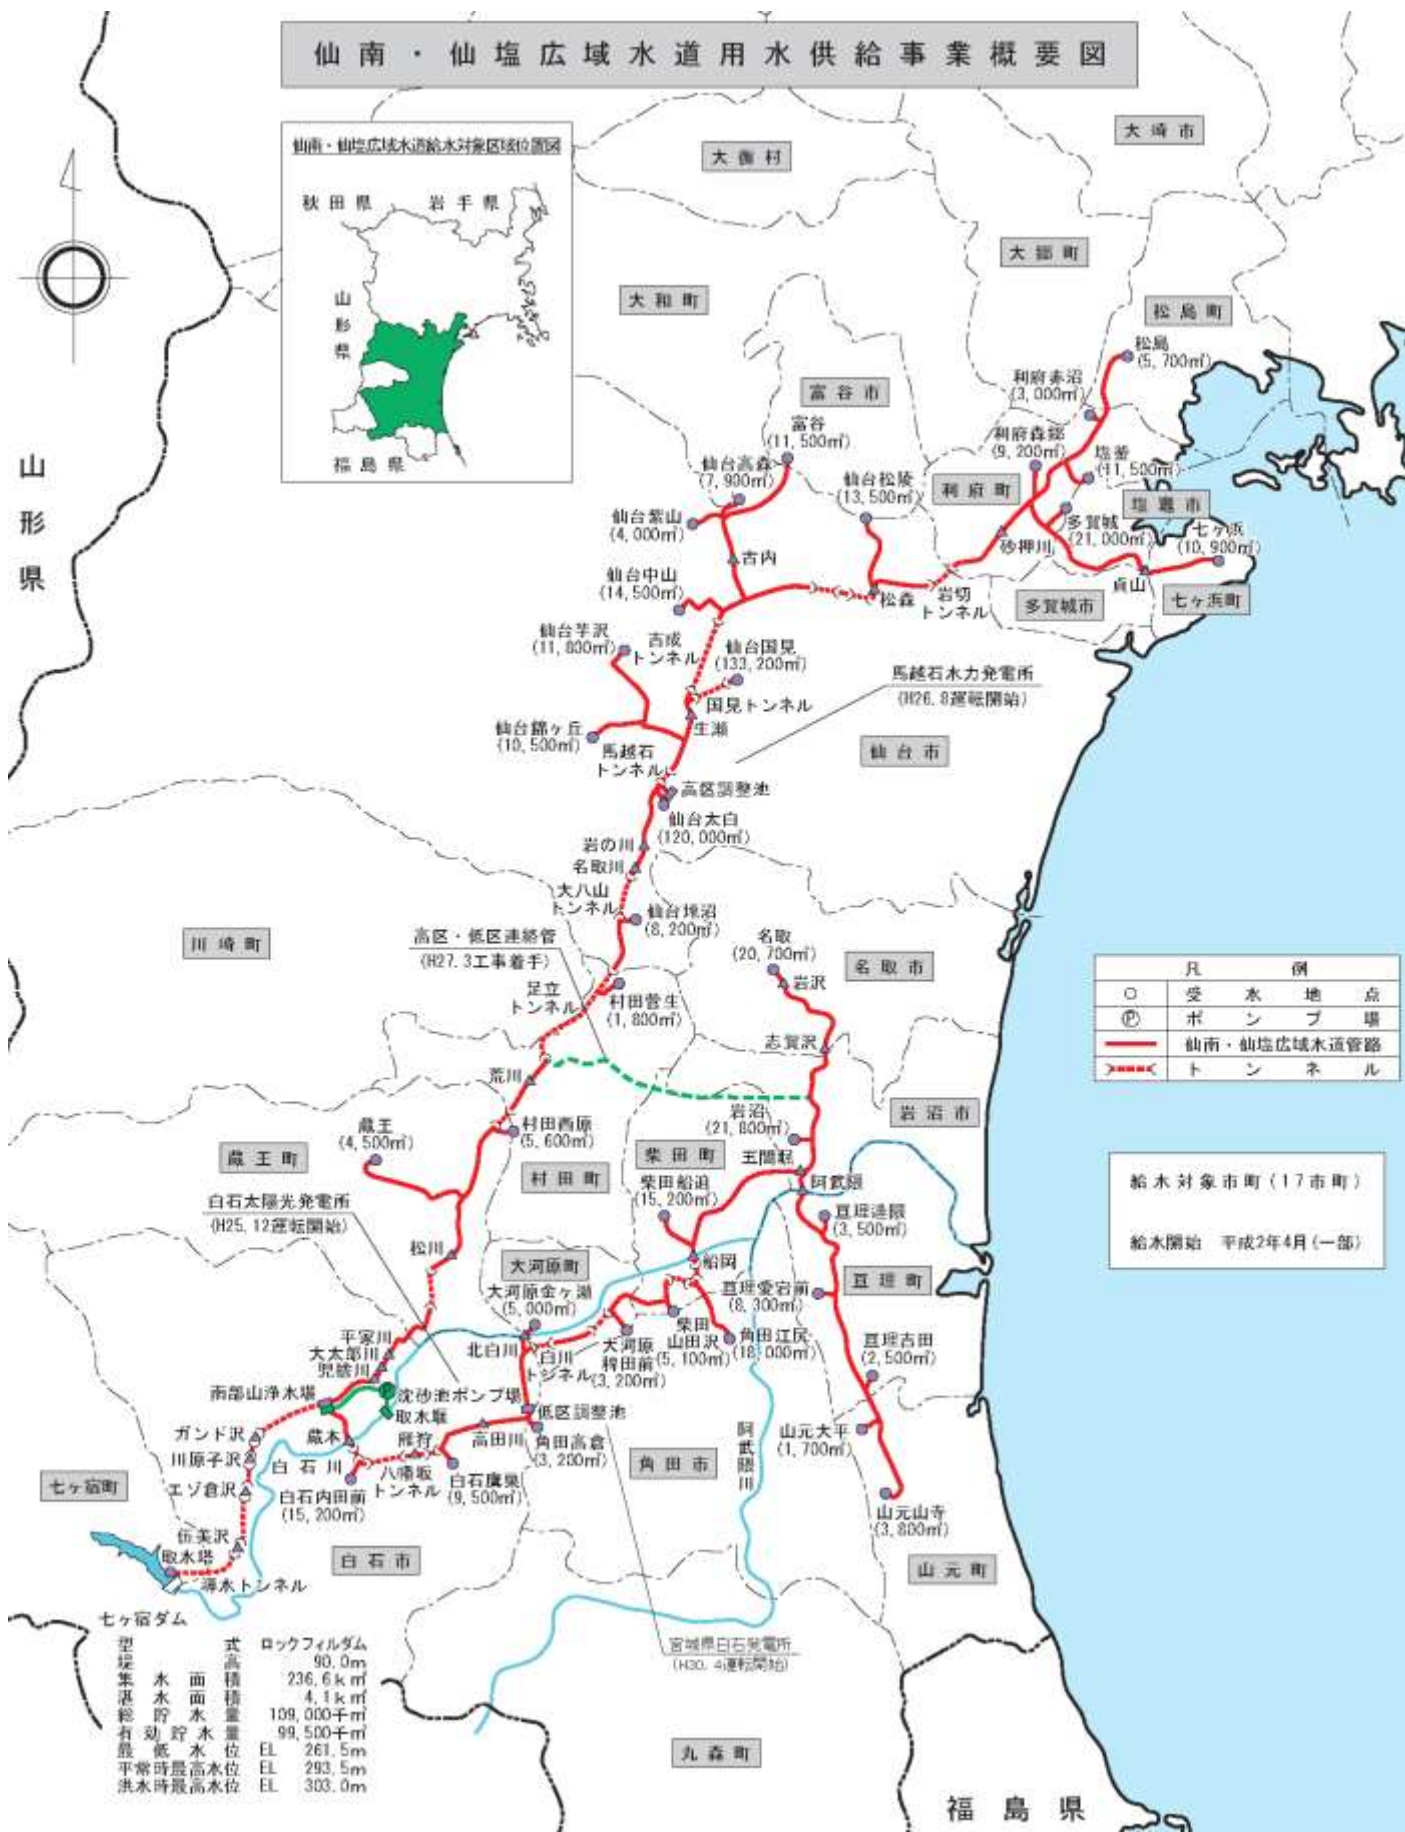 仙南・仙塩広域水道用水供給事業概要図
仙南・仙塩広域水道給水対象区域位置図
秋田県
岩手県
山形県
福島県
大崎市
大衡村
大郷町
大和町
松島町
松島
(5,700㎥)
利府赤沼
(3,000㎥)
富谷市
富谷
(11,500㎥)
利府森郷
(9,200㎥)
塩釜
(11,500㎥)
仙台高森
(7,900㎥)
仙台松陵
(13,500㎥)
利府町
塩竈市
仙台紫山
(4,000㎥)
多賀城
(21,000㎥)
七ヶ浜
(10,900㎥)
砂押川
古内
貞山
仙台中山
(14,500㎥)
松森
岩切
トンネル
多賀城市
七ヶ浜町
山形県
仙台芋沢
(11,800㎥)
吉成
トンネル
仙台国見
(133,200㎥)
馬越石水力発電所
(H26.8運転開始)
国見トンネル
生瀬
仙台錦ヶ丘
(10,500㎥)
仙台市
馬越石
トンネル
高区調整池
仙台太白
(120,000㎥)
岩の川
名取川
大八山
トンネル
仙台坪沼
(8,200㎥)
川崎町
高区・低区連絡管
(H27.3工事着手)
名取
(20,700㎥)
名取市
岩沢
足立
トンネル
村田菅生
(1,800㎥)
凡例
受水地点
Ⓟ ポンプ場
仙南・仙塩広域水道管路
トンネル
志賀沢
荒川
岩沼市
蔵王
(4,500㎥)
村田西原
(5,600㎥)
岩沼
(21,800㎥)
蔵王町
村田町
柴田町
五間堀
柴田船迫
(15,200㎥)
阿武隈
給水対象市町(17市町)
給水開始 平成2年4月(一部)
白石太陽光発電所
(H25.12運転開始)
亘理逢隈
(3,500㎥)
松川
船岡
大河原町
亘理町
大河原金ヶ瀬
(5,000㎥)
亘理愛宕前
(8,300㎥)
平家川
太太郎川
児捨川
北白川
白川
トンネル
大河原
稗田前
(3,200㎥)
柴田
山田沢
(5,100㎥)
角田江尻
(18,000㎥)
亘理吉田
(2,500㎥)
南部山浄水場
沈砂池ポンプ場
取水堰
低区調整池
ガンド沢
蔵本
雁狩
高田川
角田高倉
(3,200㎥)
山元大平
(1,700㎥)
川原子沢
白石川
八幡坂
トンネル
白石鷹巣
(9,500㎥)
角田市
阿武隈川
七ヶ宿町
エゾ倉沢
白石内田前
(15,200㎥)
山元山寺
(3,800㎥)
取水塔
導水トンネル
白石市
山元町
七ヶ宿ダム
型式 ロックフィルダム
堤高 90.0m
集水面積 236.6k㎡
湛水面積 4.1k㎡
総貯水量 109,000千㎥
有効貯水量 99,500千㎥
最低水位 EL 261.5m
平常時最高水位 EL 293.5m
洪水時最高水位 EL 303.0m
宮城県白石発電所
(H30.4運転開始)
丸森町
福島県